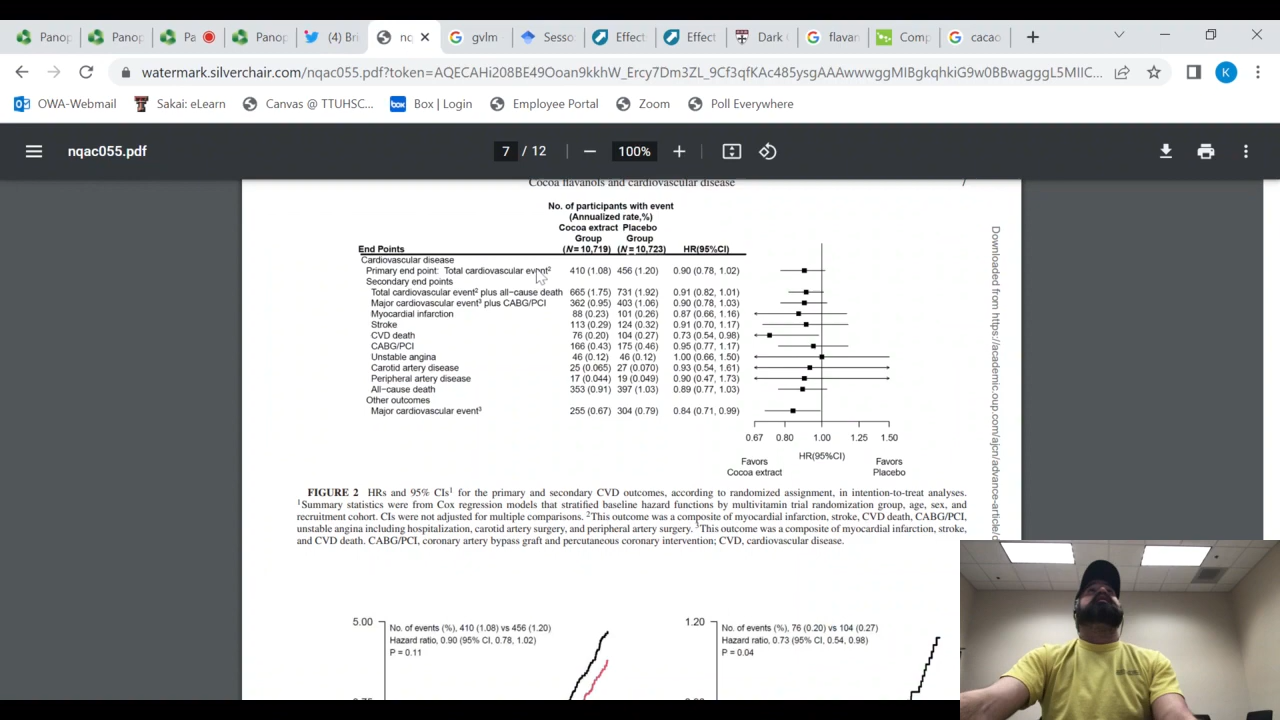 Panop
Panop
Pa
Panop
(4) Bri
nq
gvlm
Sesso
Effect
Effect
Dark
flavan
Comp
cacao
watermark.silverchair.com/nqac055.pdf?token=AQECAHi208BE49Ooan9kkhW_Ercy7Dm3ZL_9Cf3qfKAc485ysgAAAwwwggMIBgkqhkiG9w0BBwagggL5MIIC...
K
OWA-Webmail
Sakai: eLearn
Canvas @ TTUHSC...
box
Box | Login
Employee Portal
Zoom
Poll Everywhere
nqac055.pdf
7 / 12
100%
Cocoa flavanols and cardiovascular disease 7
No. of participants with event
(Annualized rate,%)
Cocoa extract Placebo
Group Group
End Points (N = 10,719) (N = 10,723) HR(95%CI)
Cardiovascular disease
Primary end point: Total cardiovascular event² 410 (1.08) 456 (1.20) 0.90 (0.78, 1.02)
Secondary end points
Total cardiovascular event² plus all−cause death 665 (1.75) 731 (1.92) 0.91 (0.82, 1.01)
Major cardiovascular event³ plus CABG/PCI 362 (0.95) 403 (1.06) 0.90 (0.78, 1.03)
Myocardial infarction 88 (0.23) 101 (0.26) 0.87 (0.66, 1.16)
Stroke 113 (0.29) 124 (0.32) 0.91 (0.70, 1.17)
CVD death 76 (0.20) 104 (0.27) 0.73 (0.54, 0.98)
CABG/PCI 166 (0.43) 175 (0.46) 0.95 (0.77, 1.17)
Unstable angina 46 (0.12) 46 (0.12) 1.00 (0.66, 1.50)
Carotid artery disease 25 (0.065) 27 (0.070) 0.93 (0.54, 1.61)
Peripheral artery disease 17 (0.044) 19 (0.049) 0.90 (0.47, 1.73)
All−cause death 353 (0.91) 397 (1.03) 0.89 (0.77, 1.03)
Other outcomes
Major cardiovascular event³ 255 (0.67) 304 (0.79) 0.84 (0.71, 0.99)
0.67 0.80 1.00 1.25 1.50
HR(95%CI)
Favors Favors
Cocoa extract Placebo
Downloaded from https://academic.oup.com/ajcn/advance-article/d
FIGURE 2 HRs and 95% CIs¹ for the primary and secondary CVD outcomes, according to randomized assignment, in intention-to-treat analyses.
¹Summary statistics were from Cox regression models that stratified baseline hazard functions by multivitamin trial randomization group, age, sex, and
recruitment cohort. CIs were not adjusted for multiple comparisons. ²This outcome was a composite of myocardial infarction, stroke, CVD death, CABG/PCI,
unstable angina including hospitalization, carotid artery surgery, and peripheral artery surgery. ³This outcome was a composite of myocardial infarction, stroke,
and CVD death. CABG/PCI, coronary artery bypass graft and percutaneous coronary intervention; CVD, cardiovascular disease.
5.00
No. of events (%), 410 (1.08) vs 456 (1.20)
Hazard ratio, 0.90 (95% CI, 0.78, 1.02)
P = 0.11
1.20
No. of events (%), 76 (0.20) vs 104 (0.27)
Hazard ratio, 0.73 (95% CI, 0.54, 0.98)
P = 0.04